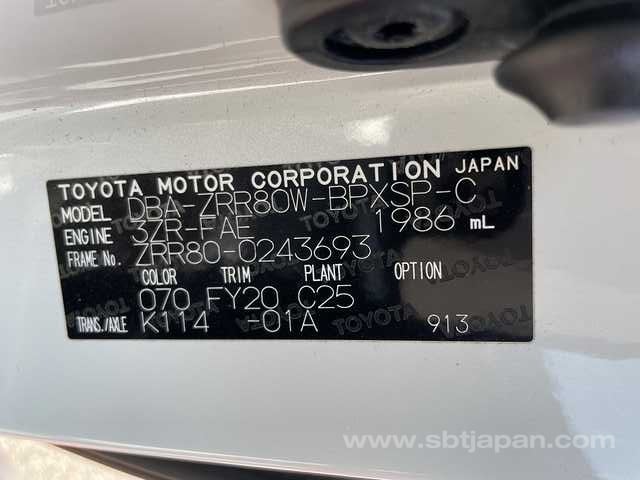 TOYOTA MOTOR CORPORATION JAPAN
MODEL DBA-ZRR80W-BPXSP-C
ENGINE 3ZR-FAE 1986 mL
FRAME No. ZRR80-0243693
COLOR TRIM PLANT OPTION
070 FY20 C25
TRANS./AXLE K114 -01A 913
www.sbtjapan.com